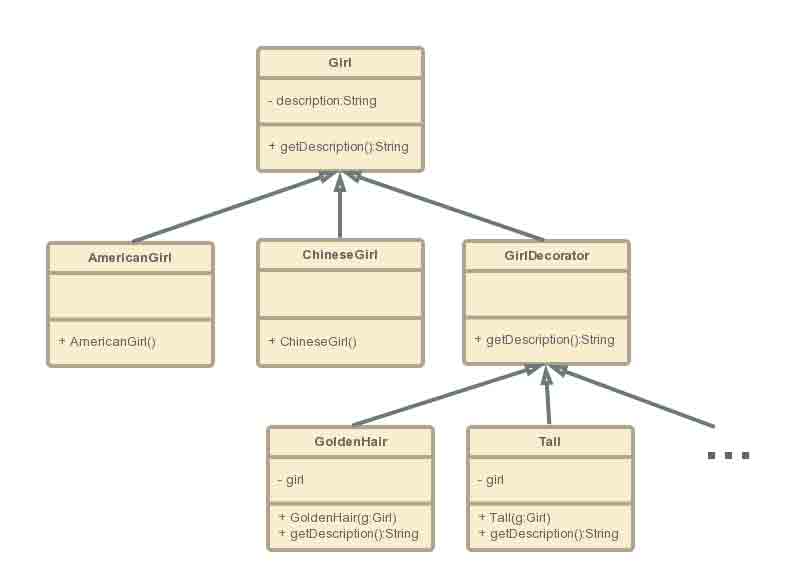 Girl
- description:String
+ getDescription():String
AmericanGirl
+ AmericanGirl()
ChineseGirl
+ ChineseGirl()
GirlDecorator
+ getDescription():String
GoldenHair
- girl
+ GoldenHair(g:Girl)
+ getDescription():String
Tall
- girl
+ Tall(g:Girl)
+ getDescription():String
...